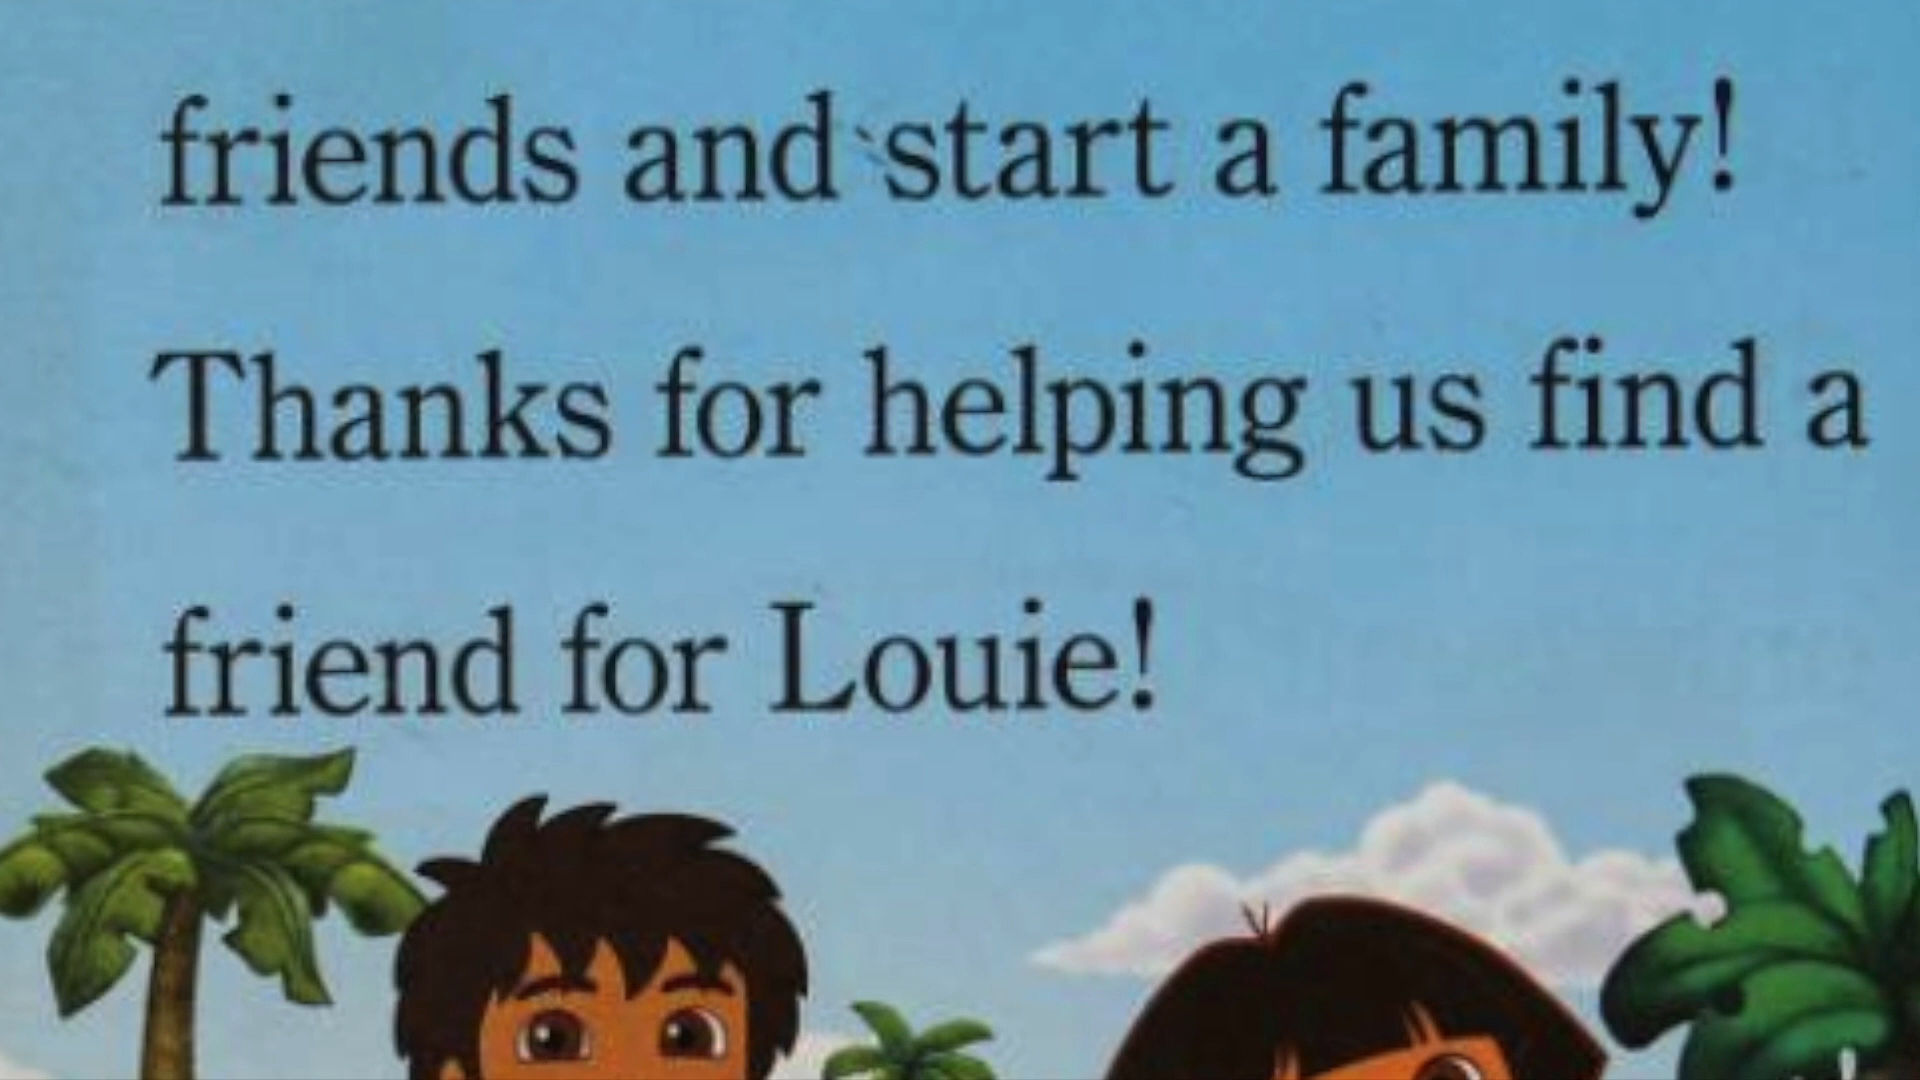 friends and start a family!
Thanks for helping us find a
friend for Louie!